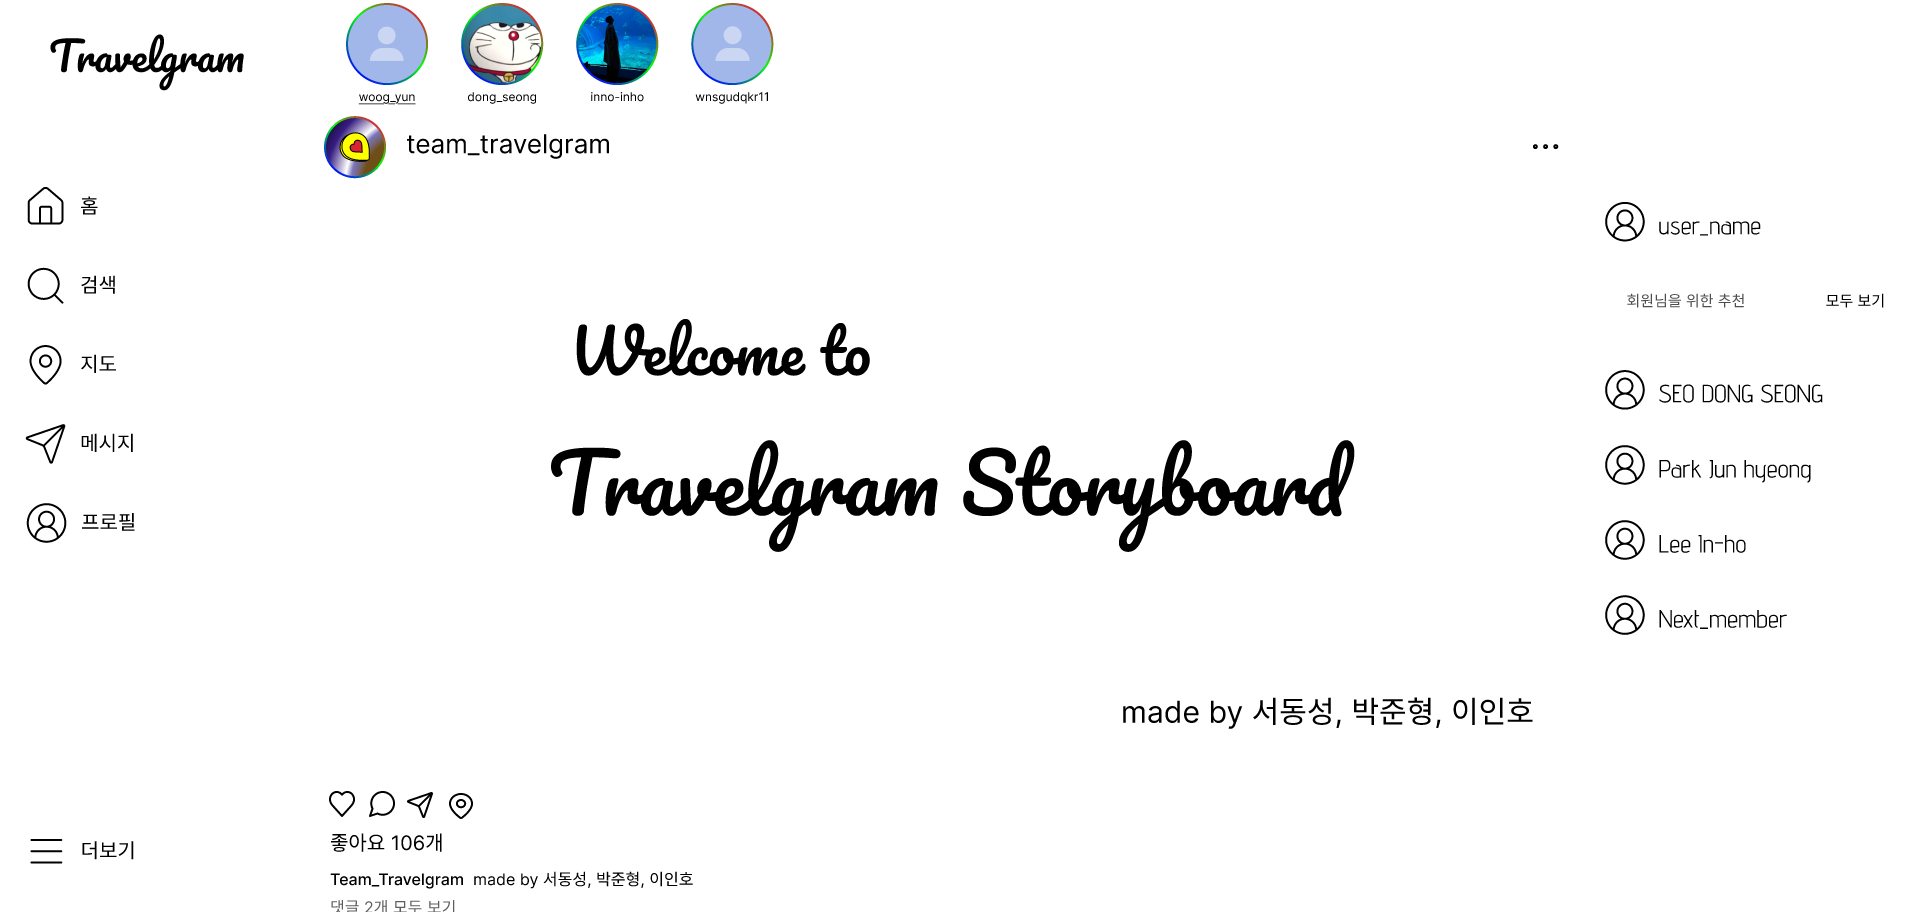 Travelgram
woog_yun
dong_seong
inno-inho
wnsgudqkr11
team_travelgram
홈
검색
지도
메시지
프로필
더보기
Welcome to
Travelgram Storyboard
made by 서동성, 박준형, 이인호
좋아요 106개
Team_Travelgram made by 서동성, 박준형, 이인호
댓글 2개 모두 보기
user_name
회원님을 위한 추천
모두 보기
SEO DONG SEONG
Park Jun hyeong
Lee In-ho
Next_member